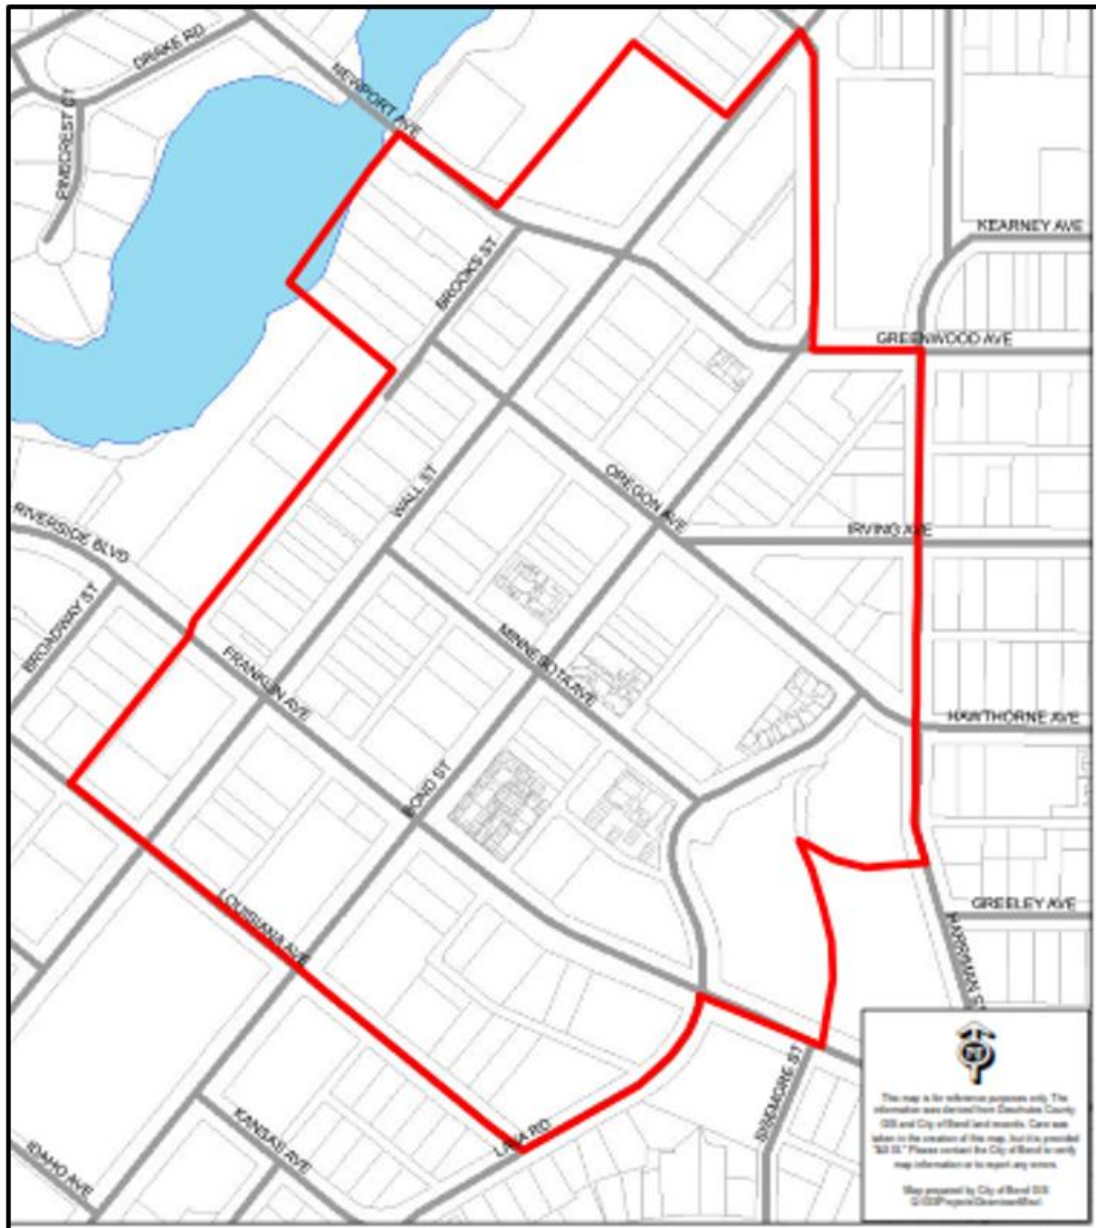 DRAKE RD
NEWPORT AVE
PINECREST CT
KEARNEY AVE
BROOKS ST
GREENWOOD AVE
WALL ST
OREGON AVE
IRVING AVE
RIVERSIDE BLVD
BROADWAY ST
MINNESOTA AVE
FRANKLIN AVE
HAWTHORNE AVE
BOND ST
LOUISIANA AVE
GREELEY AVE
HARRIMAN ST
SISEMORE ST
LAVA RD
KANSAS AVE
IDAHO AVE
This map is for reference purposes only. The
information was derived from Deschutes County
GIS and City of Bend land records. Care was
taken in the creation of this map, but it is provided
"AS IS." Please contact the City of Bend to verify
map information or to report any errors.
Map prepared by City of Bend GIS